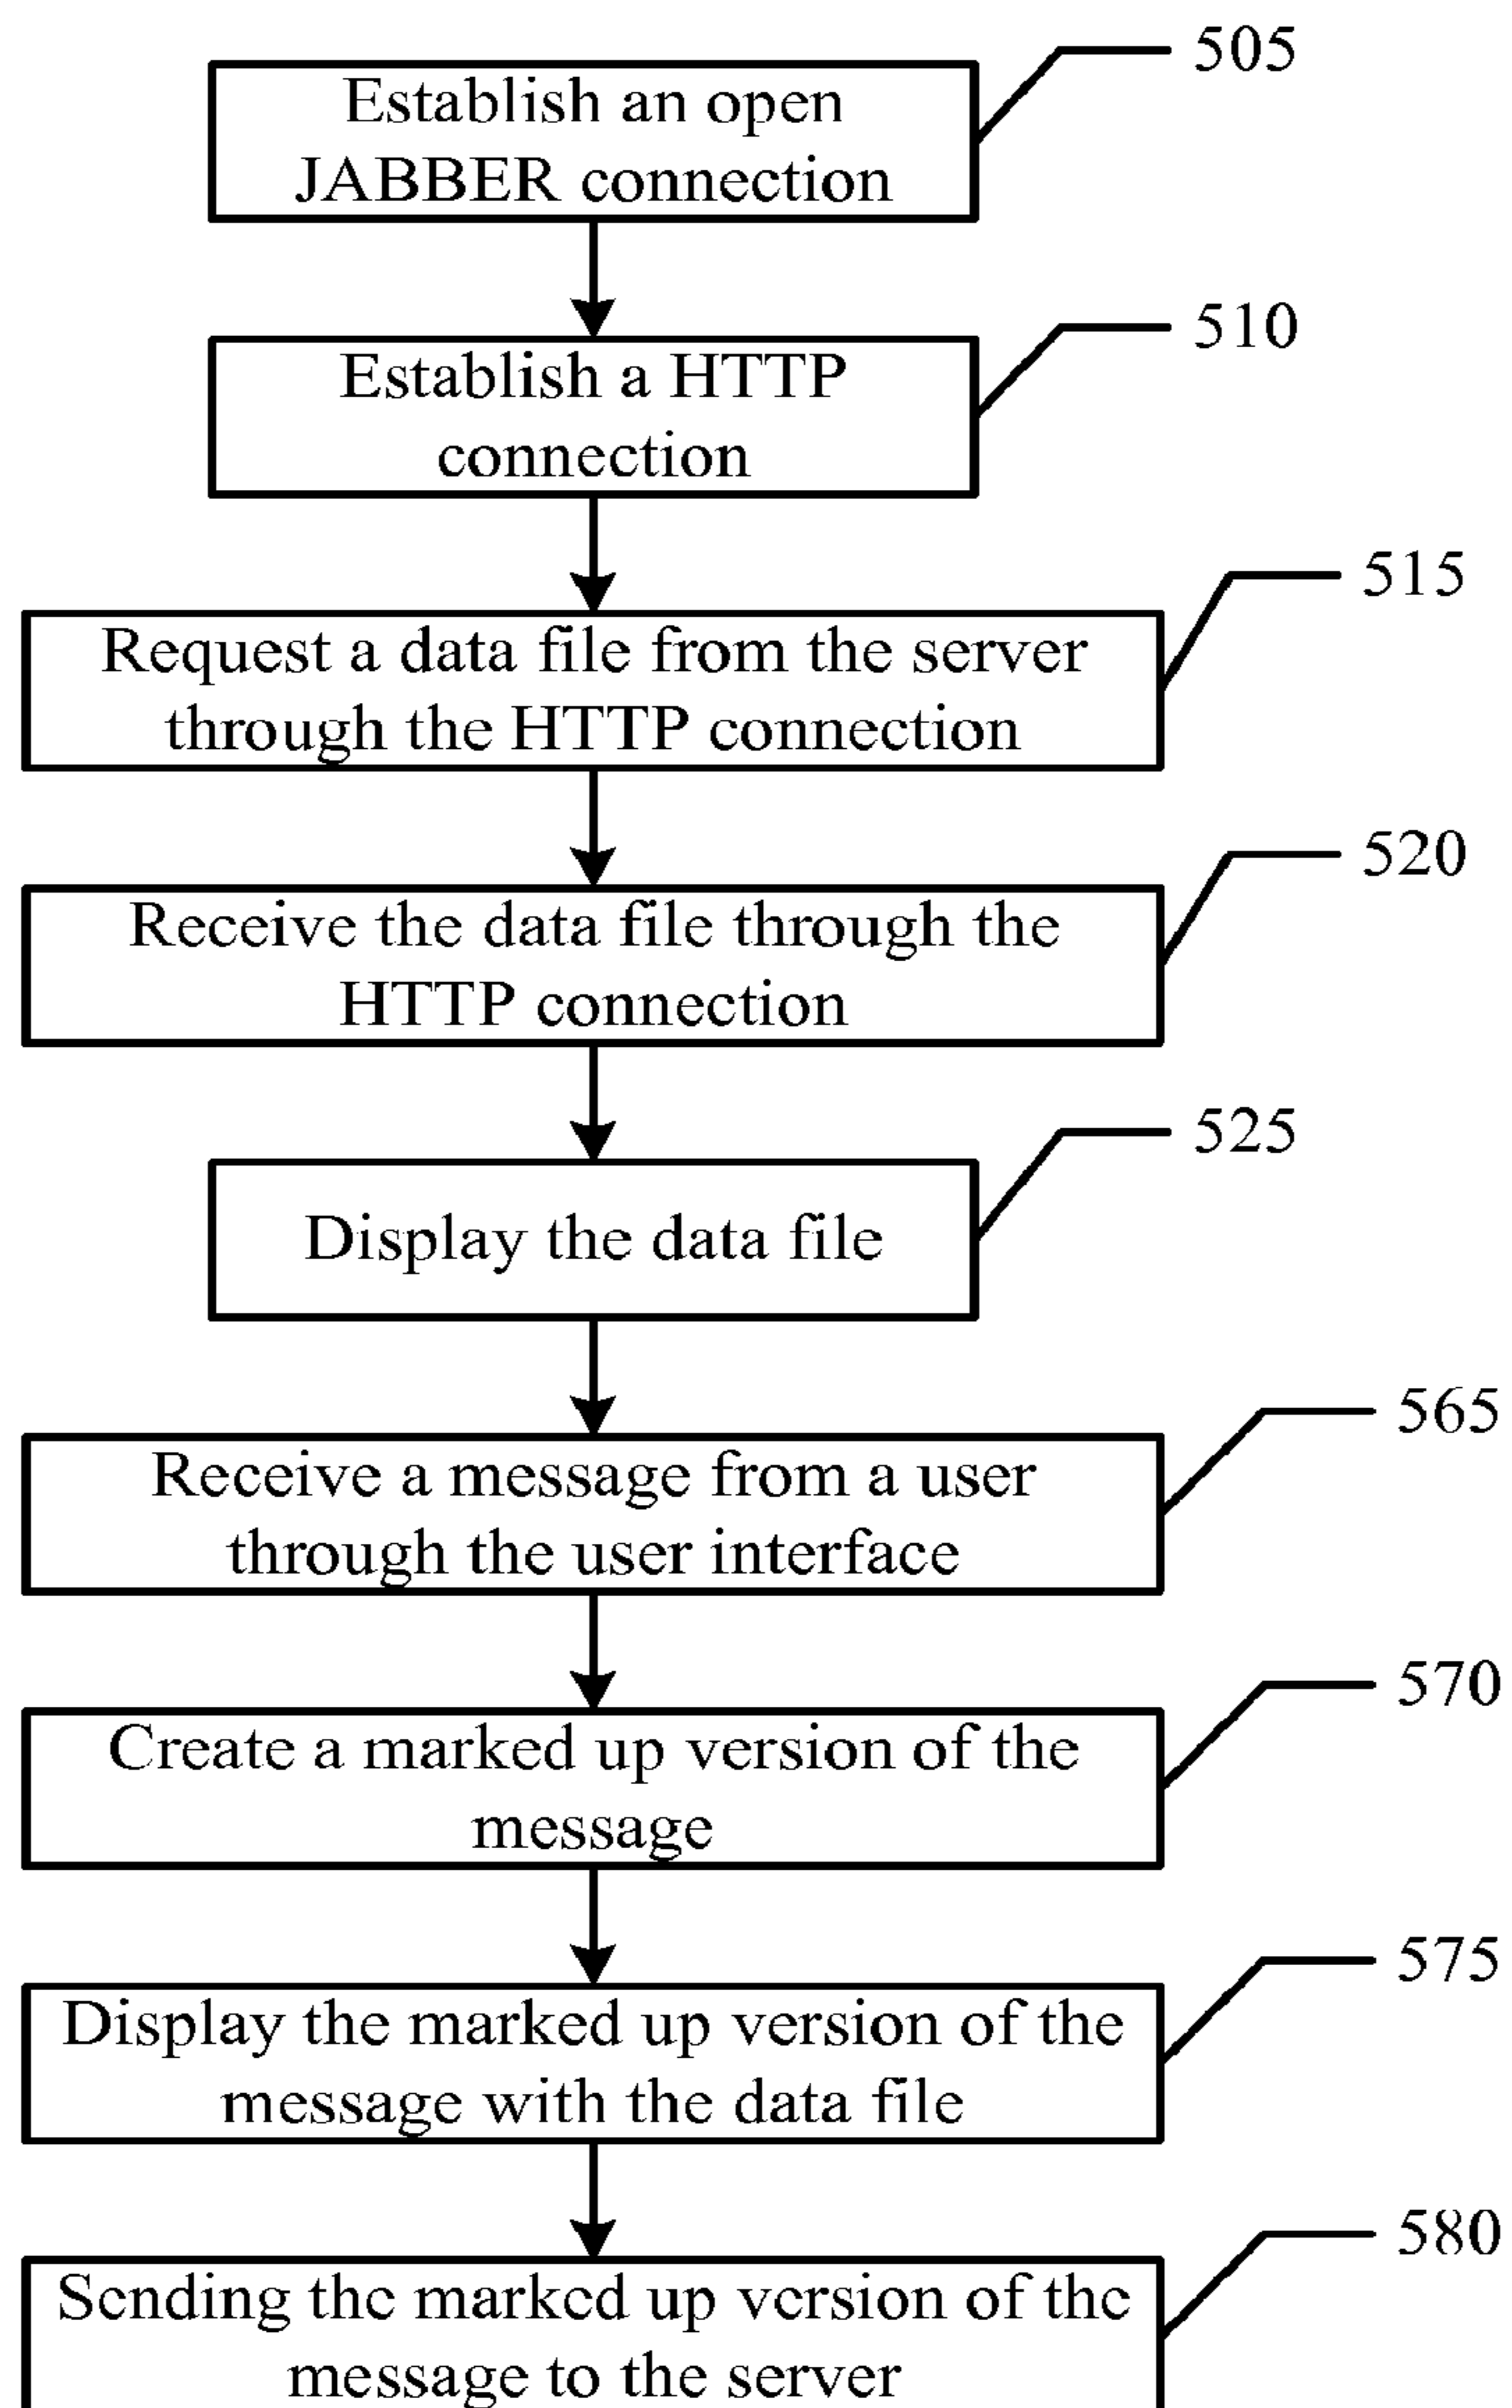 505
Establish an open
JABBER connection
510
Establish a HTTP
connection
515
Request a data file from the server
through the HTTP connection
520
Receive the data file through the
HTTP connection
525
Display the data file
565
Receive a message from a user
through the user interface
570
Create a marked up version of the
message
575
Display the marked up version of the
message with the data file
580
Sending the marked up version of the
message to the server